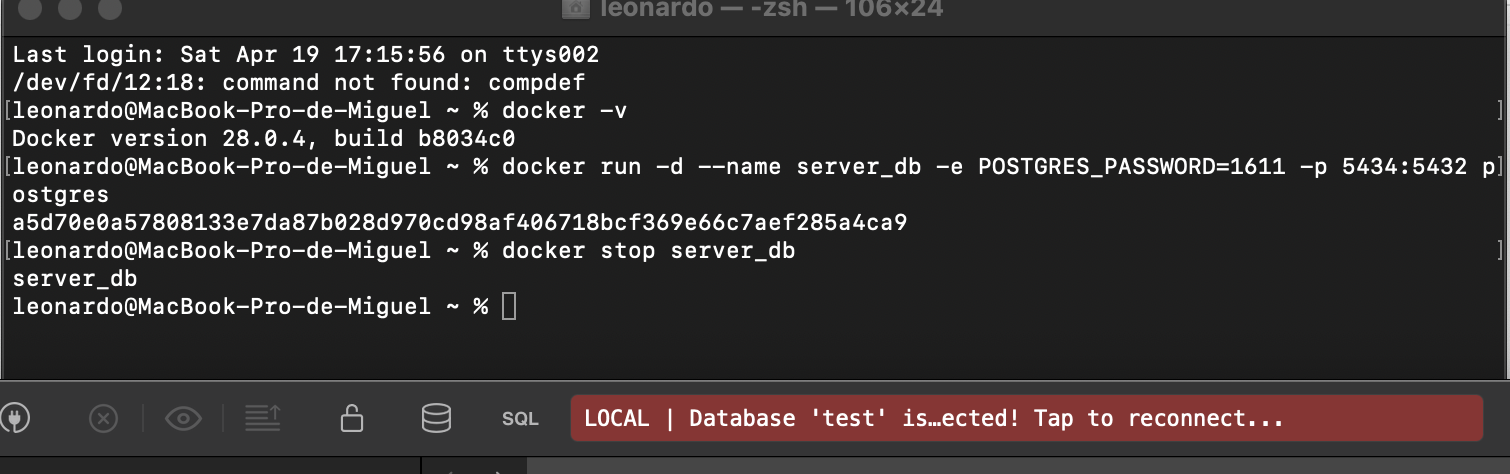 leonardo — -zsh — 106×24
Last login: Sat Apr 19 17:15:56 on ttys002
/dev/fd/12:18: command not found: compdef
[leonardo@MacBook-Pro-de-Miguel ~ % docker -v ]
Docker version 28.0.4, build b8034c0
[leonardo@MacBook-Pro-de-Miguel ~ % docker run -d --name server_db -e POSTGRES_PASSWORD=1611 -p 5434:5432 p]
ostgres
a5d70e0a57808133e7da87b028d970cd98af406718bcf369e66c7aef285a4ca9
[leonardo@MacBook-Pro-de-Miguel ~ % docker stop server_db ]
server_db
leonardo@MacBook-Pro-de-Miguel ~ %
SQL LOCAL | Database 'test' is…ected! Tap to reconnect...